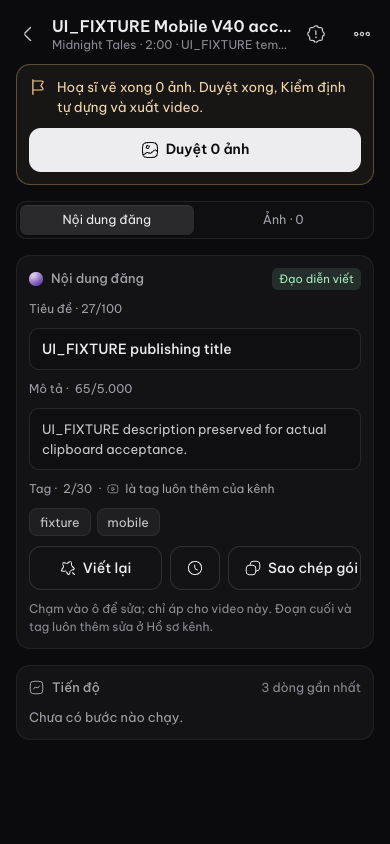 UI_FIXTURE Mobile V40 acc...
Midnight Tales · 2:00 · UI_FIXTURE tem...
Hoạ sĩ vẽ xong 0 ảnh. Duyệt xong, Kiểm định
tự dựng và xuất video.
Duyệt 0 ảnh
Nội dung đăng
Ảnh · 0
Nội dung đăng
Đạo diễn viết
Tiêu đề · 27/100
UI_FIXTURE publishing title
Mô tả · 65/5.000
UI_FIXTURE description preserved for actual
clipboard acceptance.
Tag · 2/30 · là tag luôn thêm của kênh
fixture
mobile
Viết lại
Sao chép gói
Chạm vào ô để sửa; chỉ áp cho video này. Đoạn cuối và
tag luôn thêm sửa ở Hồ sơ kênh.
Tiến độ
3 dòng gần nhất
Chưa có bước nào chạy.